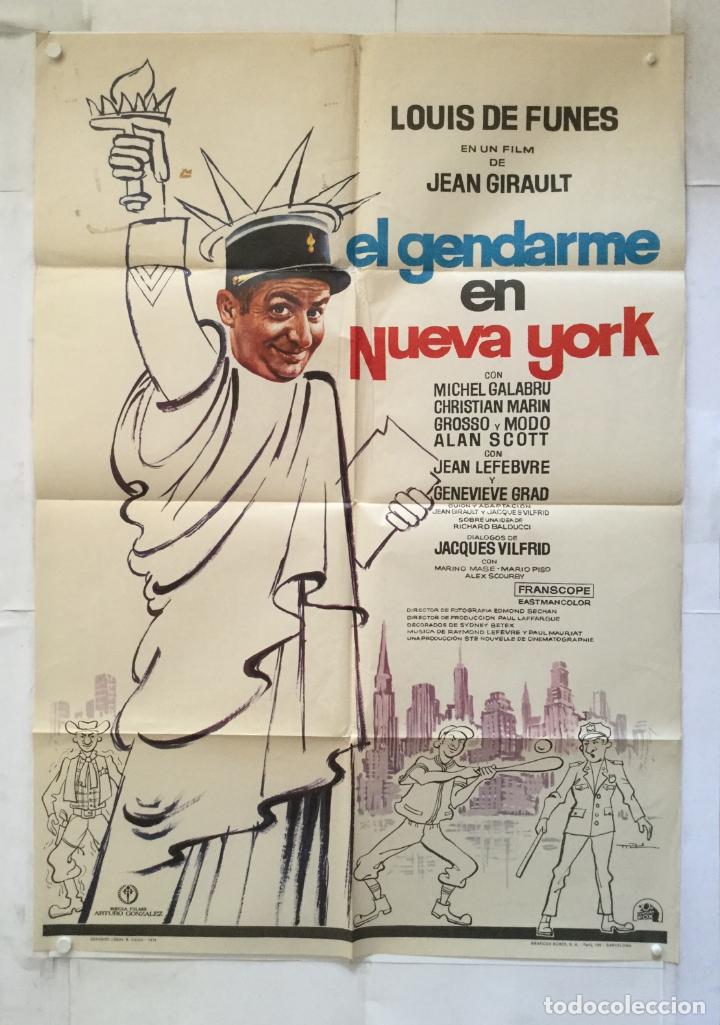 LOUIS DE FUNES
EN UN FILM
DE
JEAN GIRAULT
el gendarme
en
Nueva york
CON
MICHEL GALABRU
CHRISTIAN MARIN
GROSSO Y MODO
ALAN SCOTT
CON
JEAN LEFEBVRE
Y
GENEVIEVE GRAD
GUION Y ADAPTACION
JEAN GIRAULT Y JACQUES VILFRID
SOBRE UNA IDEA DE
RICHARD BALDUCCI
DIALOGOS DE
JACQUES VILFRID
CON
MARINO MASE - MARIO PISO
ALEX SCOURBY
FRANSCOPE
EASTMANCOLOR
DIRECTOR DE FOTOGRAFIA EDMOND SECHAN
DIRECTOR DE PRODUCCION PAUL LAFFARGUE
DECORADOS DE SYDNEY BETEX
MUSICA DE RAYMOND LEFEVRE Y PAUL MAURIAT
UNA PRODUCCION STE NOUVELLE DE CINEMATOGRAPHIE
REGIA FILMS
ARTURO GONZALEZ
BARCELONA
todocoleccion